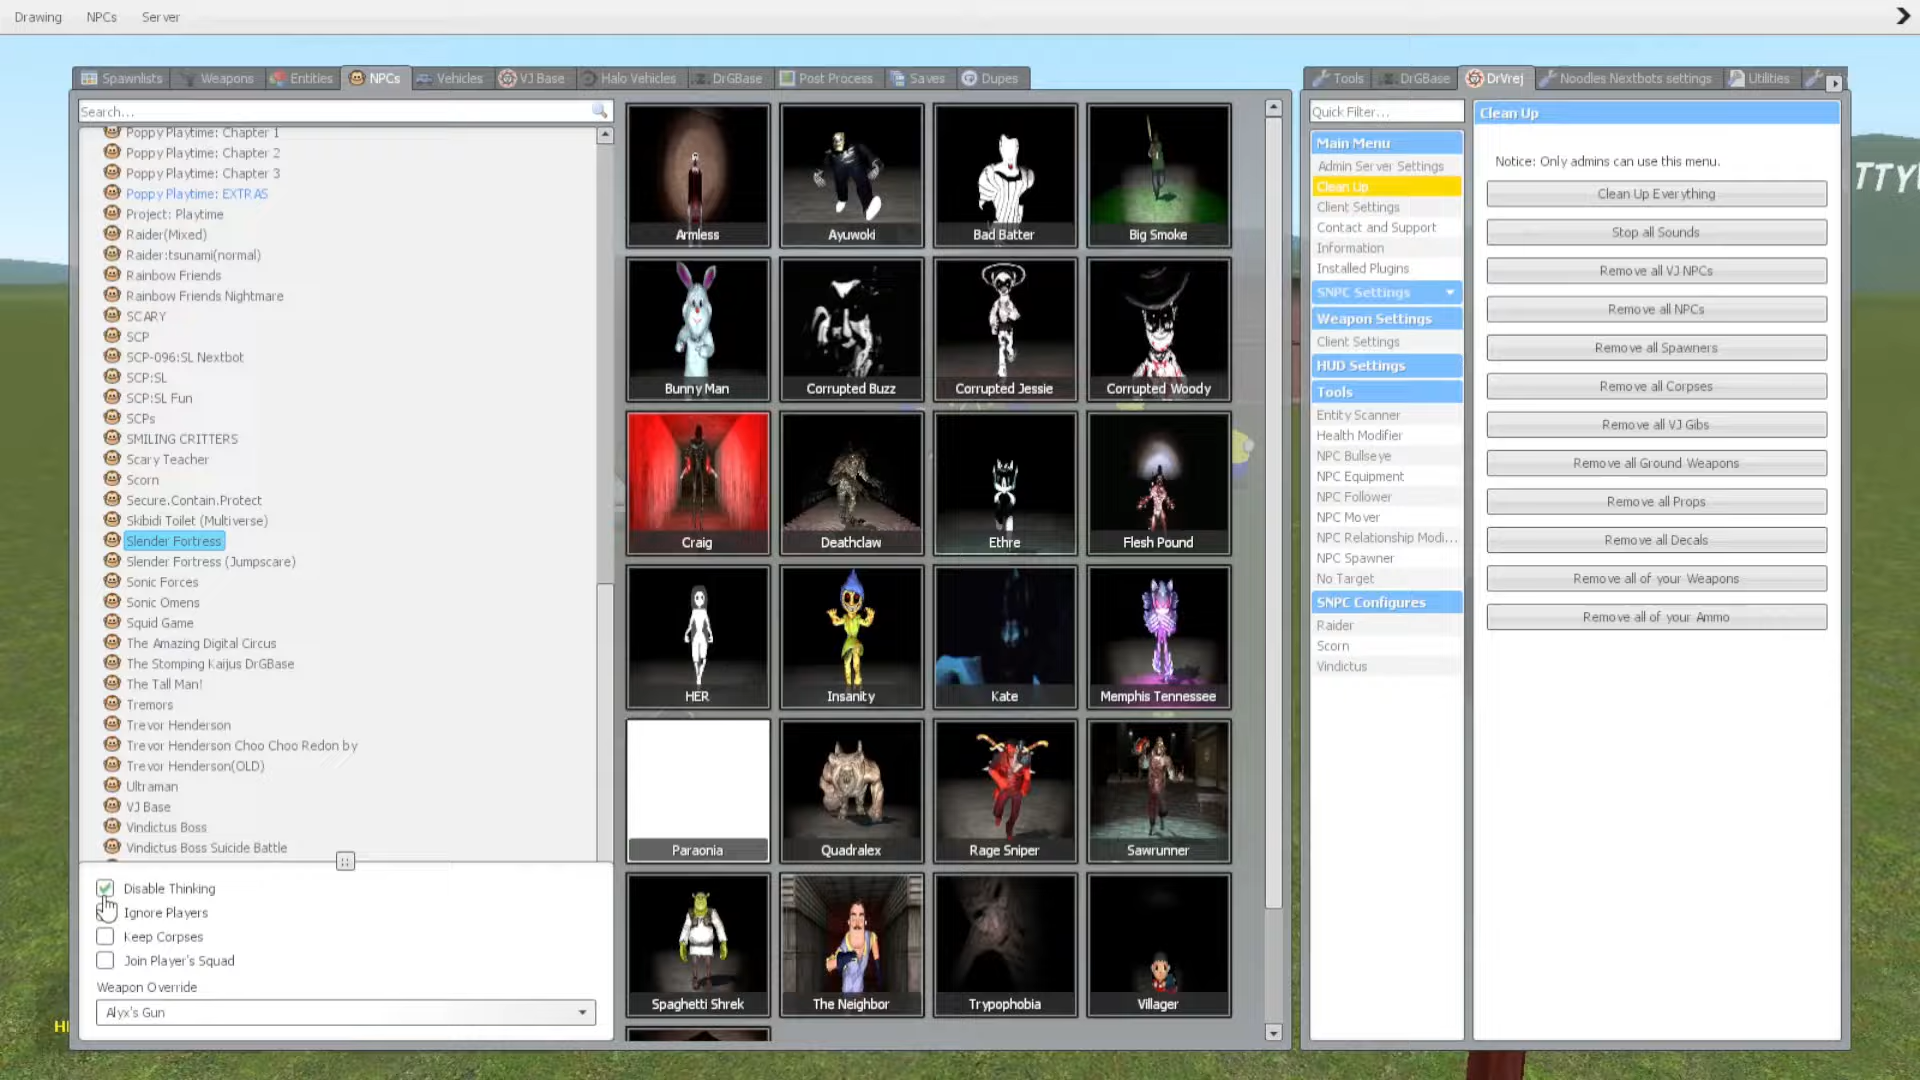 Drawing NPCs Server
Spawnlists Weapons Entities NPCs Vehicles VJ Base Halo Vehicles DrGBase Post Process Saves Dupes
Search...
Poppy Playtime: Chapter 1
Poppy Playtime: Chapter 2
Poppy Playtime: Chapter 3
Poppy Playtime: EXTRAS
Project: Playtime
Raider(Mixed)
Raider:tsunami(normal)
Rainbow Friends
Rainbow Friends Nightmare
SCARY
SCP
SCP-096:SL Nextbot
SCP:SL
SCP:SL Fun
SCPs
SMILING CRITTERS
Scary Teacher
Scorn
Secure.Contain.Protect
Skibidi Toilet (Multiverse)
Slender Fortress
Slender Fortress (Jumpscare)
Sonic Forces
Sonic Omens
Squid Game
The Amazing Digital Circus
The Stomping Kaijus DrGBase
The Tall Man!
Tremors
Trevor Henderson
Trevor Henderson Choo Choo Redon by
Trevor Henderson(OLD)
Ultraman
VJ Base
Vindictus Boss
Vindictus Boss Suicide Battle
Disable Thinking
Ignore Players
Keep Corpses
Join Player's Squad
Weapon Override
Alyx's Gun
Armless Ayuwoki Bad Batter Big Smoke
Bunny Man Corrupted Buzz Corrupted Jessie Corrupted Woody
Craig Deathclaw Ethre Flesh Pound
HER Insanity Kate Memphis Tennessee
Paraonia Quadralex Rage Sniper Sawrunner
Spaghetti Shrek The Neighbor Trypophobia Villager
Tools DrGBase DrVrej Noodles Nextbots settings Utilities
Quick Filter...
Main Menu
Admin Server Settings
Clean Up
Client Settings
Contact and Support
Information
Installed Plugins
SNPC Settings
Weapon Settings
Client Settings
HUD Settings
Tools
Entity Scanner
Health Modifier
NPC Bullseye
NPC Equipment
NPC Follower
NPC Mover
NPC Relationship Modi...
NPC Spawner
No Target
SNPC Configures
Raider
Scorn
Vindictus
Clean Up
Notice: Only admins can use this menu.
Clean Up Everything
Stop all Sounds
Remove all VJ NPCs
Remove all NPCs
Remove all Spawners
Remove all Corpses
Remove all VJ Gibs
Remove all Ground Weapons
Remove all Props
Remove all Decals
Remove all of your Weapons
Remove all of your Ammo